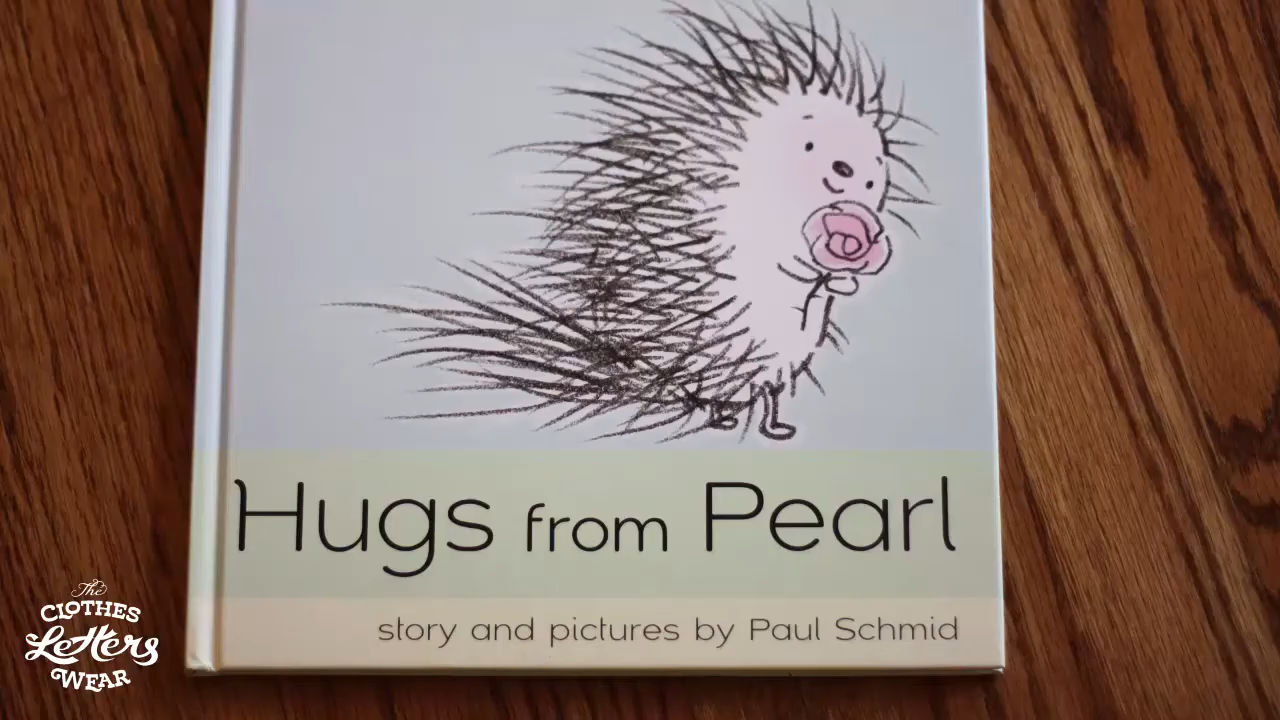 Hugs from Pearl
story and pictures by Paul Schmid
The
CLOTHES
Letters
WEAR